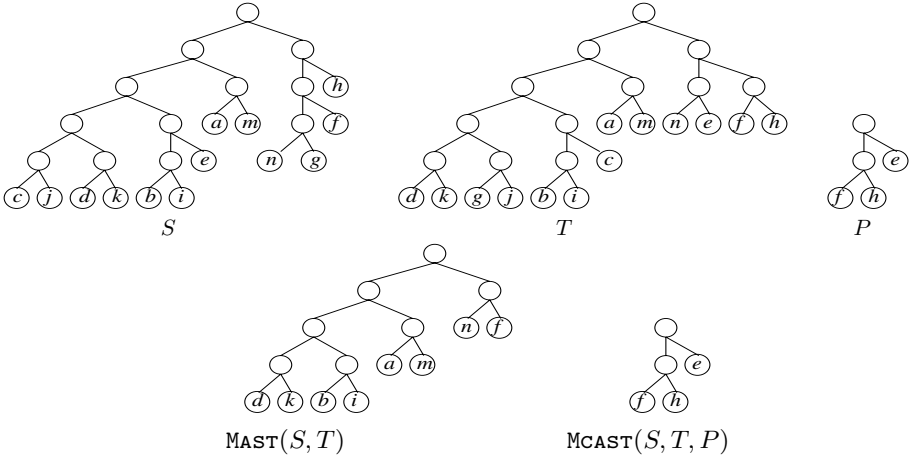 h
a m f
e n g
c j d k b i
S
a m n e f h
c e
d k g j b i f h
T P
n f
a m e
d k b i f h
MAST(S, T) MCAST(S, T, P)